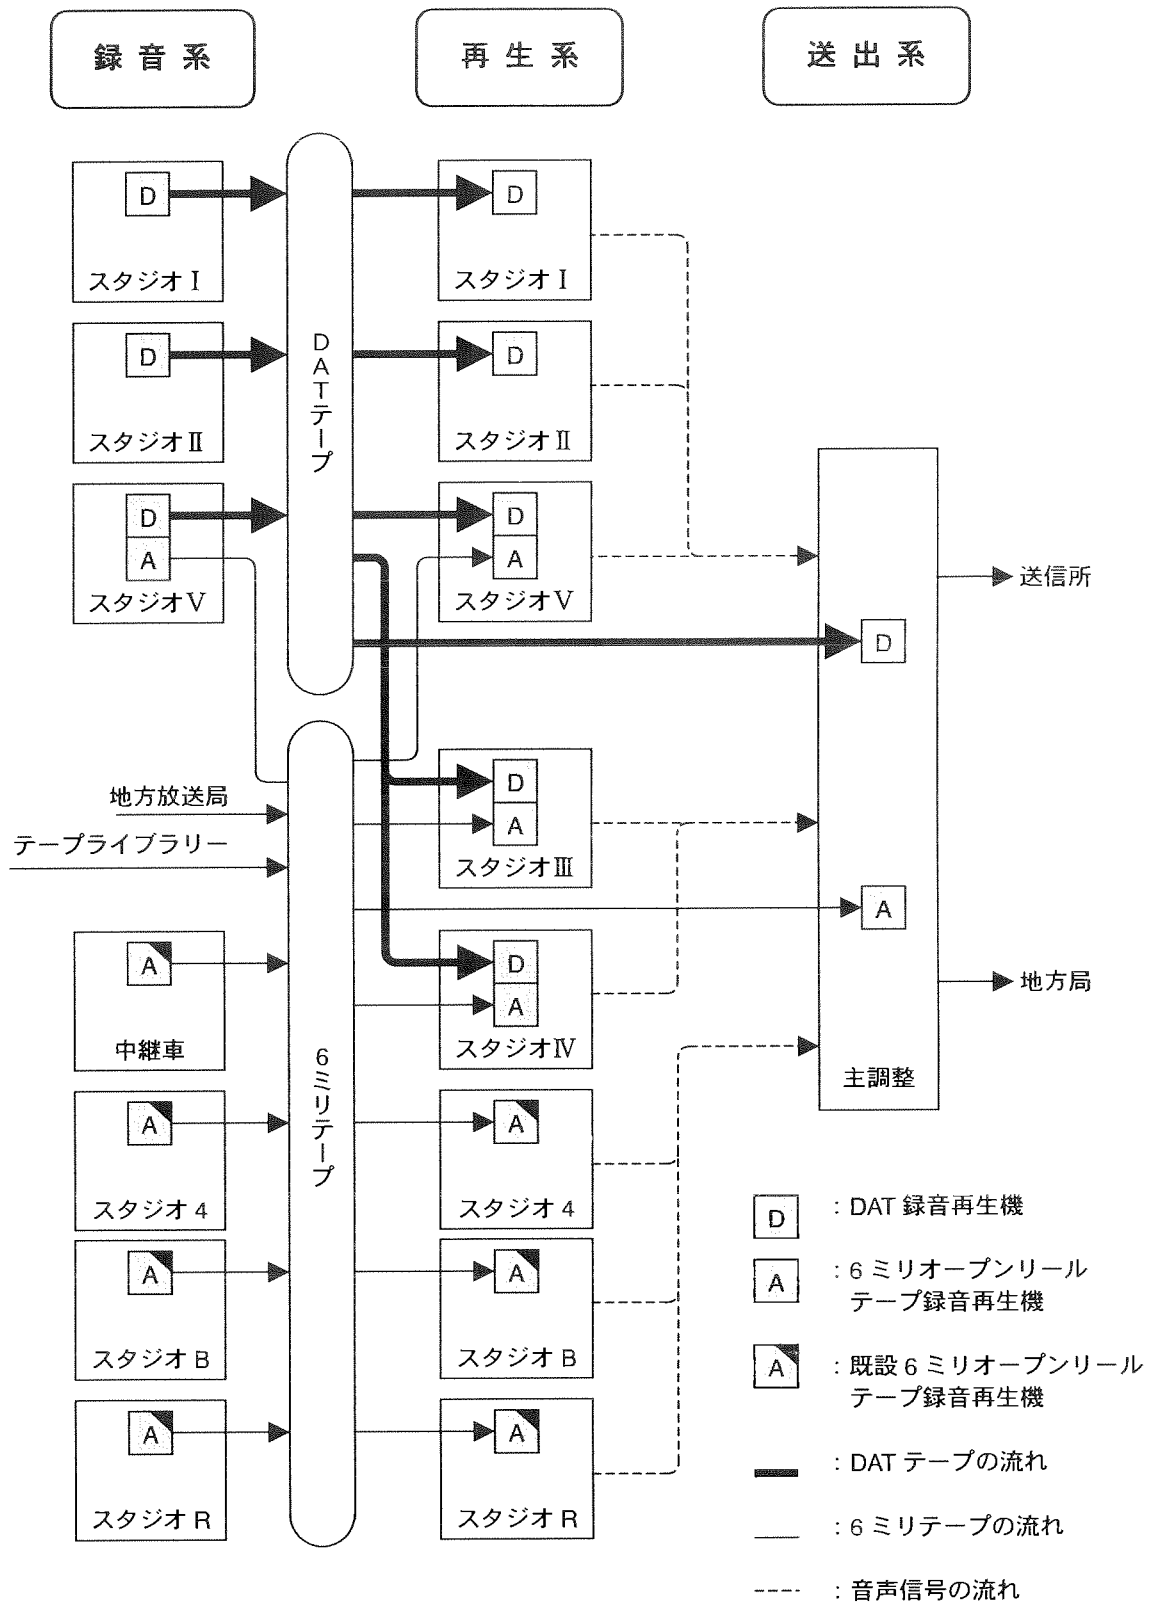 録音系
再生系
送出系
D
スタジオⅠ
D
スタジオⅡ
D
A
スタジオⅤ
DATテープ
D
スタジオⅠ
D
スタジオⅡ
D
A
スタジオⅤ
地方放送局
テープライブラリー
A
中継車
A
スタジオ4
A
スタジオB
A
スタジオR
6ミリテープ
D
A
スタジオⅢ
D
A
スタジオⅣ
A
スタジオ4
A
スタジオB
A
スタジオR
D
A
主調整
送信所
地方局
D
:DAT録音再生機
A
:6ミリオープンリール
テープ録音再生機
A
:既設6ミリオープンリール
テープ録音再生機
:DATテープの流れ
:6ミリテープの流れ
:音声信号の流れ